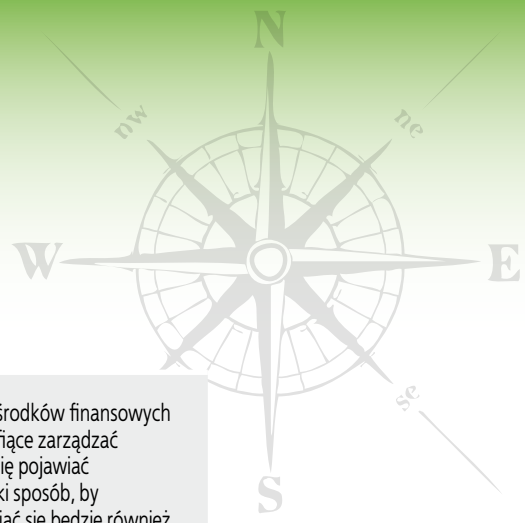 N
nw
ne
W
E
środków finansowych
fiące zarządzać
ię pojawiać
ki sposób, by
iać się będzie również
se
S